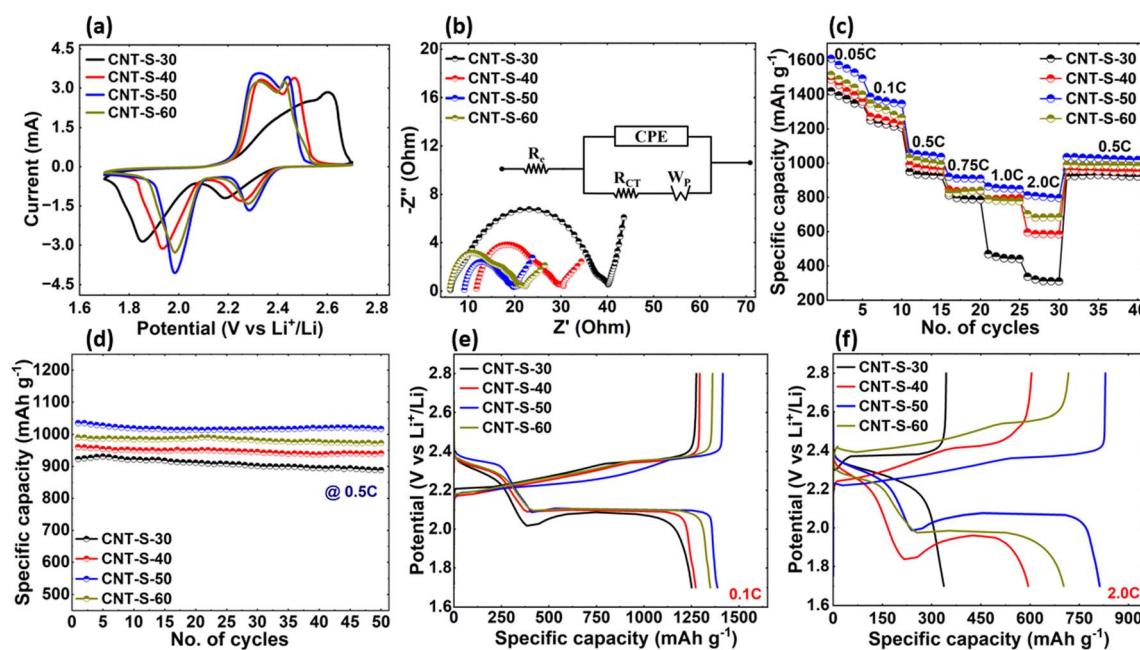 (a)
CNT-S-30
CNT-S-40
CNT-S-50
CNT-S-60
4.5
3.0
1.5
0.0
−1.5
−3.0
−4.5
Current (mA)
1.8 2.0 2.2 2.4 2.6 2.8
Potential (V vs Li⁺/Li)
(b)
CNT-S-30
CNT-S-40
CNT-S-50
CNT-S-60
CPE
Re
RCT
WP
20
16
12
8
4
0
-Z" (Ohm)
0 10 20 30 40 50 60 70
Z' (Ohm)
(c)
CNT-S-30
CNT-S-40
CNT-S-50
CNT-S-60
0.05C
0.1C
0.5C
0.75C
1.0C
2.0C
0.5C
1600
1400
1200
1000
800
600
400
200
Specific capacity (mAh g⁻¹)
0 5 10 15 20 25 30 35 40
No. of cycles
(d)
1200
1100
1000
900
800
700
600
500
Specific capacity (mAh g⁻¹)
@ 0.5C
CNT-S-30
CNT-S-40
CNT-S-50
CNT-S-60
0 5 10 15 20 25 30 35 40 45 50
No. of cycles
(e)
CNT-S-30
CNT-S-40
CNT-S-50
CNT-S-60
2.8
2.6
2.4
2.2
2.0
1.8
1.6
Potential (V vs Li⁺/Li)
0.1C
0 250 500 750 1000 1250 1500
Specific capacity (mAh g⁻¹)
(f)
CNT-S-30
CNT-S-40
CNT-S-50
CNT-S-60
2.8
2.6
2.4
2.2
2.0
1.8
1.6
Potential (V vs Li⁺/Li)
2.0C
0 150 300 450 600 750 900
Specific capacity (mAh g⁻¹)